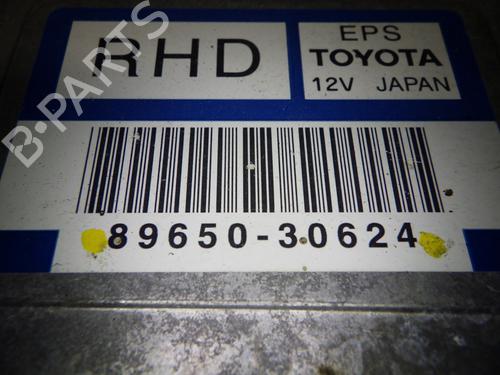 RHD
EPS
TOYOTA
12V JAPAN
B-PARTS
89650-30624